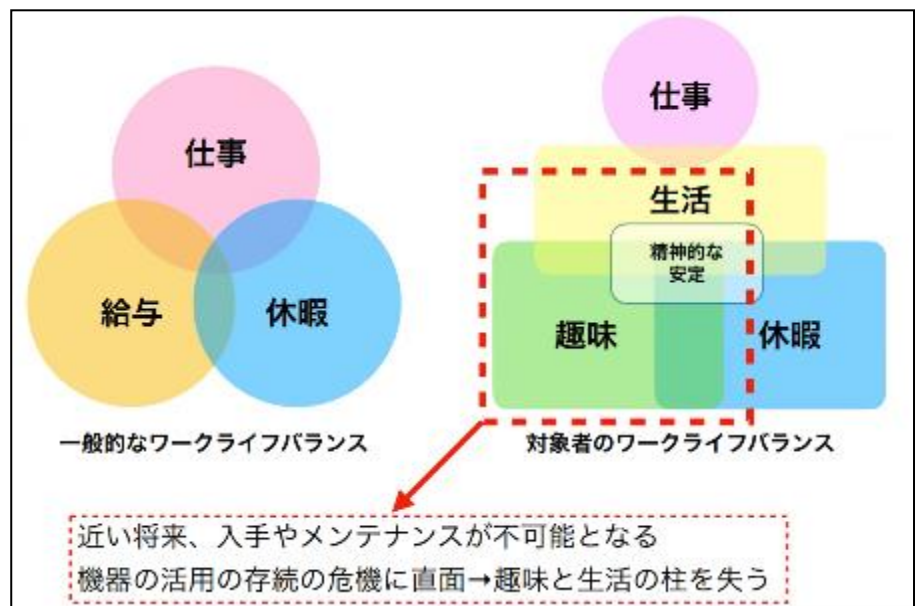 仕事
給与
休暇
一般的なワークライフバランス
仕事
生活
精神的な
安定
趣味
休暇
対象者のワークライフバランス
近い将来、入手やメンテナンスが不可能となる
機器の活用の存続の危機に直面→趣味と生活の柱を失う